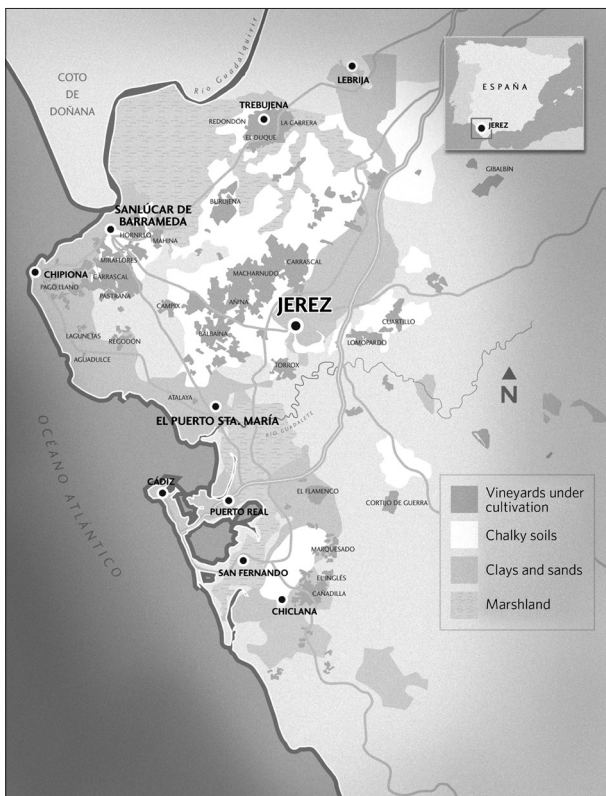 COTO
DE
DOÑANA
Río Guadalquivir
LEBRIJA
ESPAÑA
JEREZ
TREBUJENA
REDONDÓN
LA CABRERA
EL DUQUE
GIBALBÍN
BURUJENA
SANLÚCAR DE
BARRAMEDA
HORNILLO
MAHINA
MIRAFLORES
CARRASCAL
CHIPIONA
CARRASCAL
MACHARNUDO
PAGO LLANO
PASTRANA
CAMPIX
AÑINA
JEREZ
CUARTILLO
LAGUNETAS
REGODÓN
BALBAINA
LOMOPARDO
AGUADULCE
TORROX
N
ATALAYA
EL PUERTO STA. MARÍA
RÍO GUADALETE
OCÉANO ATLÁNTICO
CÁDIZ
EL FLAMENCO
PUERTO REAL
CORTIJO DE GUERRA
MARQUESADO
SAN FERNANDO
EL INGLÉS
CAÑADILLA
CHICLANA
Vineyards under
cultivation
Chalky soils
Clays and sands
Marshland